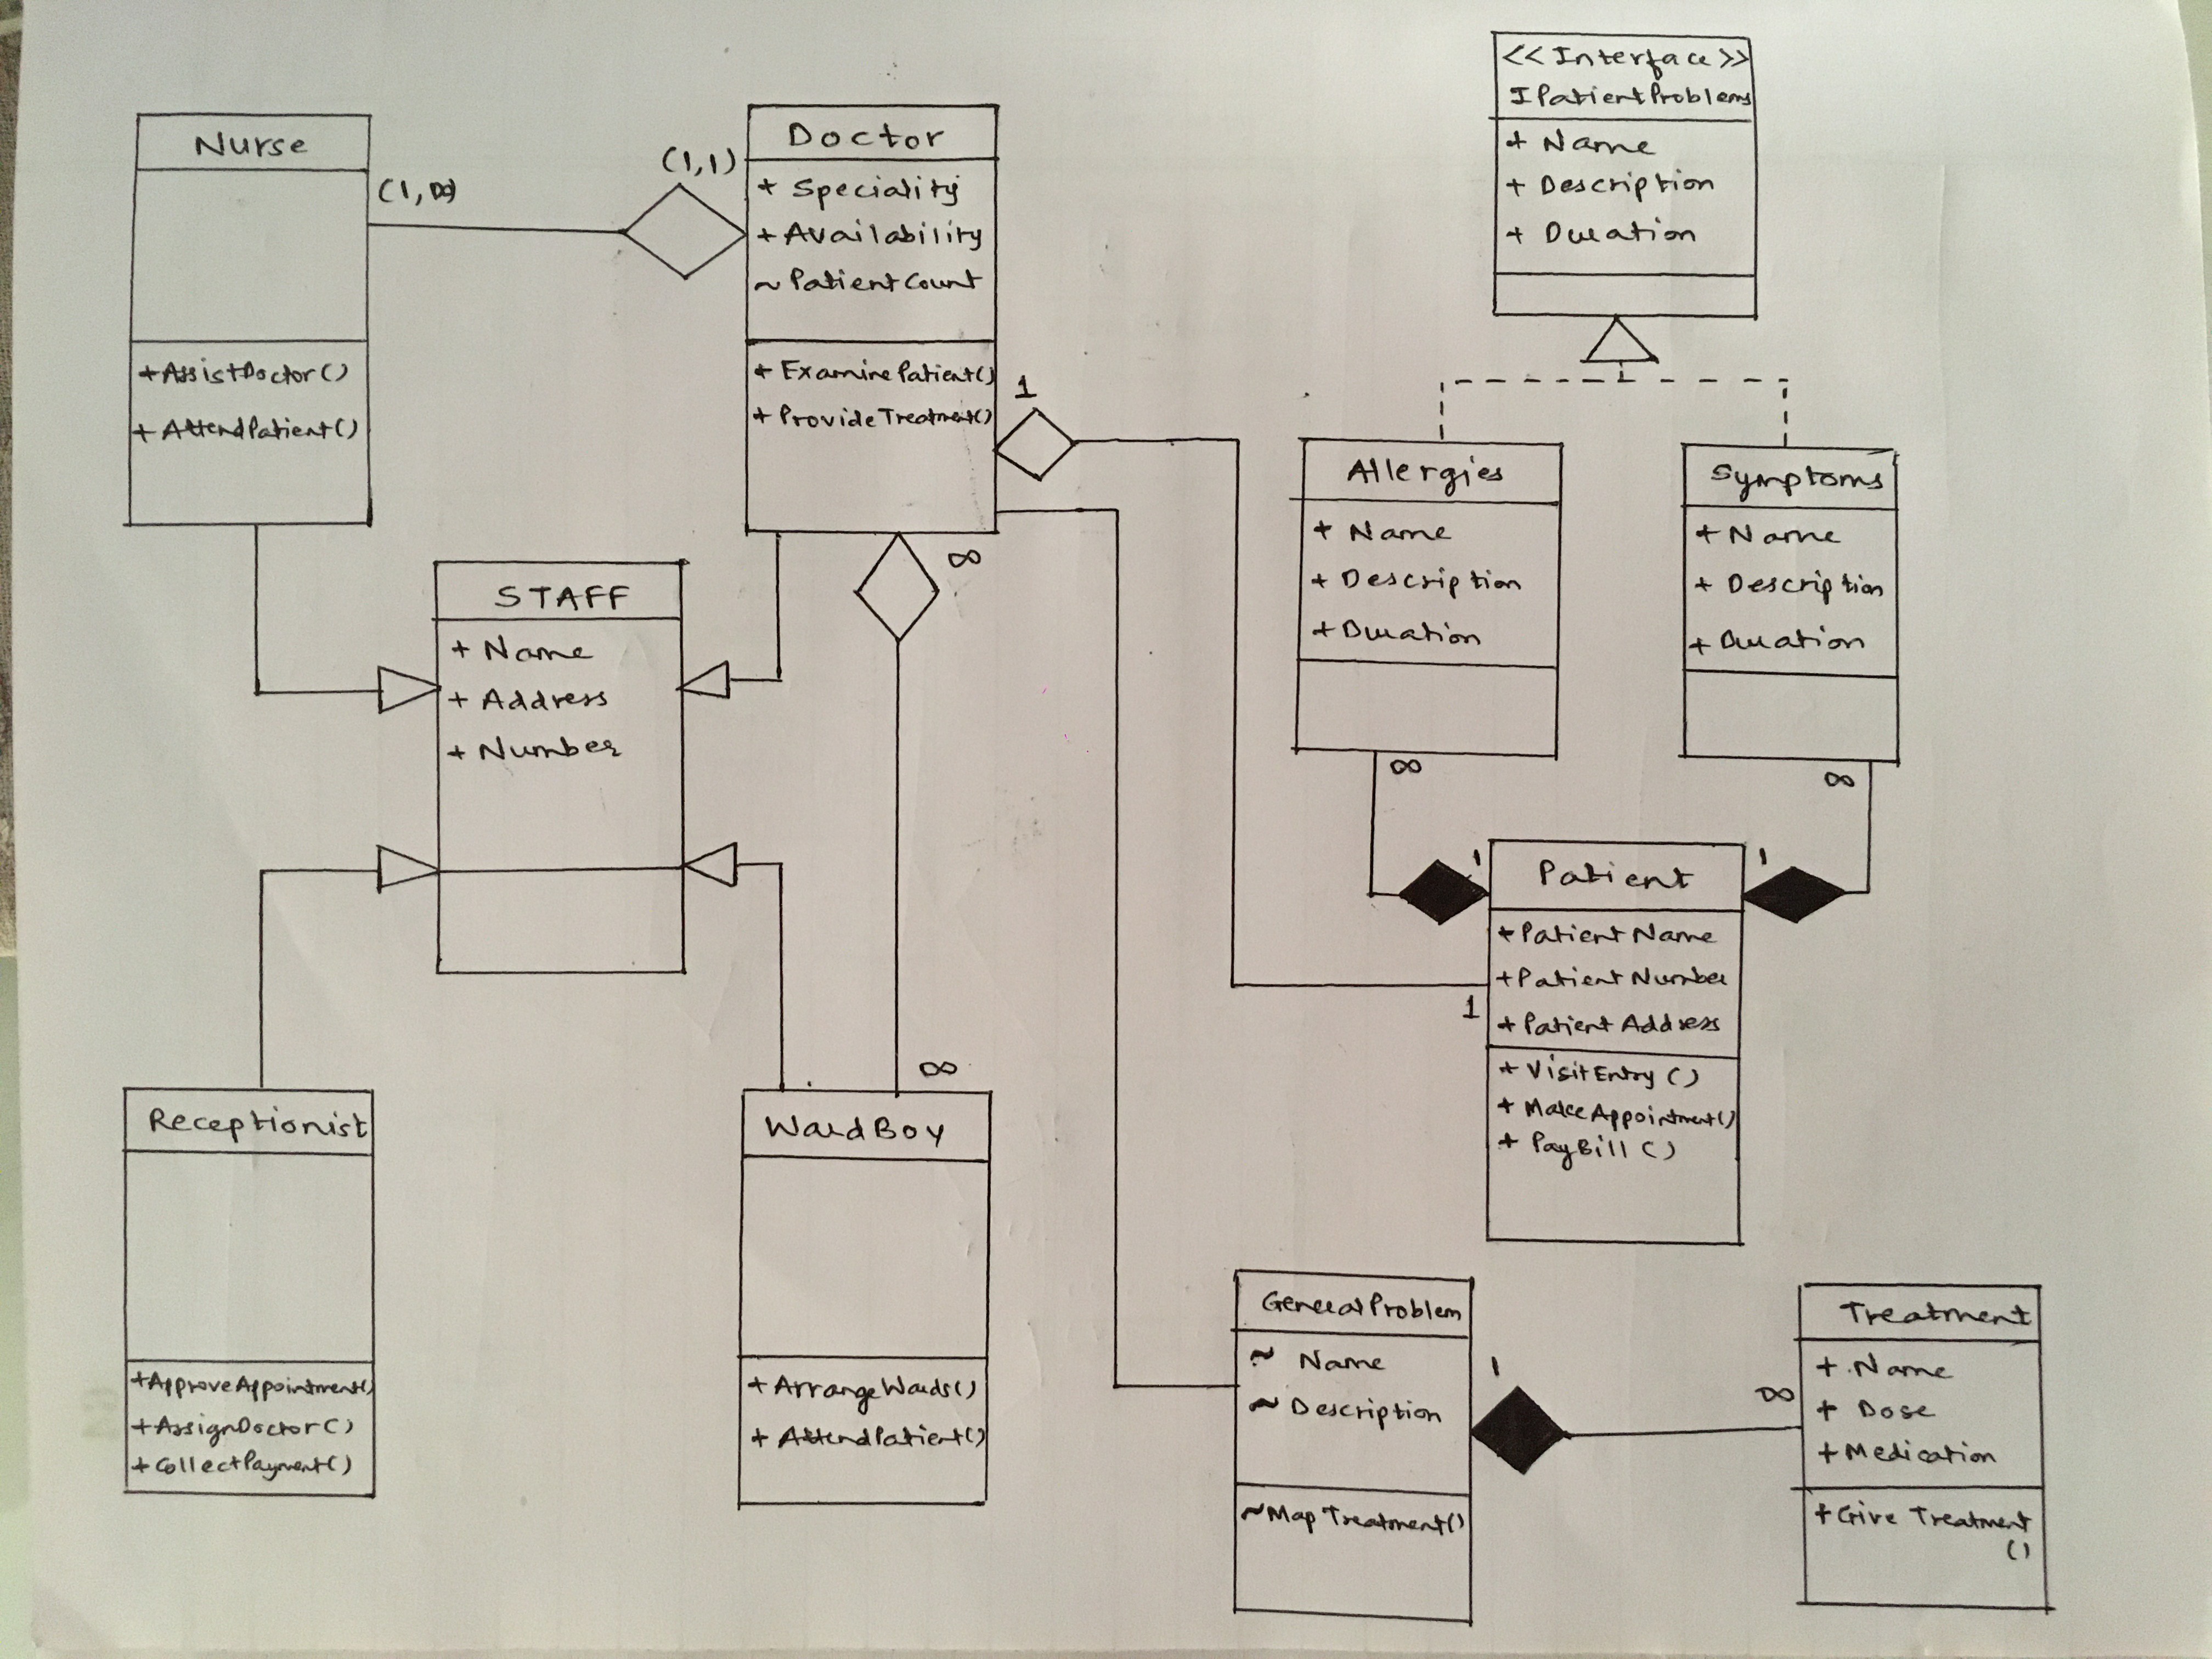 Nurse
+AssistDoctor()
+AttendPatient()
(1,∞)
(1,1)
Doctor
+ Speciality
+ Availability
~ PatientCount
+ExaminePatient()
+ProvideTreatment()
∞
1
STAFF
+ Name
+ Address
+ Number
Receptionist
+ApproveAppointment()
+AssignDoctor()
+CollectPayment()
WardBoy
∞
+ArrangeWards()
+AttendPatient()
<<Interface>>
IPatientProblems
+ Name
+ Description
+ Duration
Allergies
+ Name
+ Description
+ Duration
∞
1
Symptoms
+ Name
+ Description
+ Duration
∞
1
Patient
+PatientName
+PatientNumber
+PatientAddress
+ VisitEntry()
+ MakeAppointment()
+ PayBill()
1
GeneralProblem
~ Name
~ Description
~MapTreatment()
1
∞
Treatment
+ Name
+ Dose
+ Medication
+Give Treatment
()